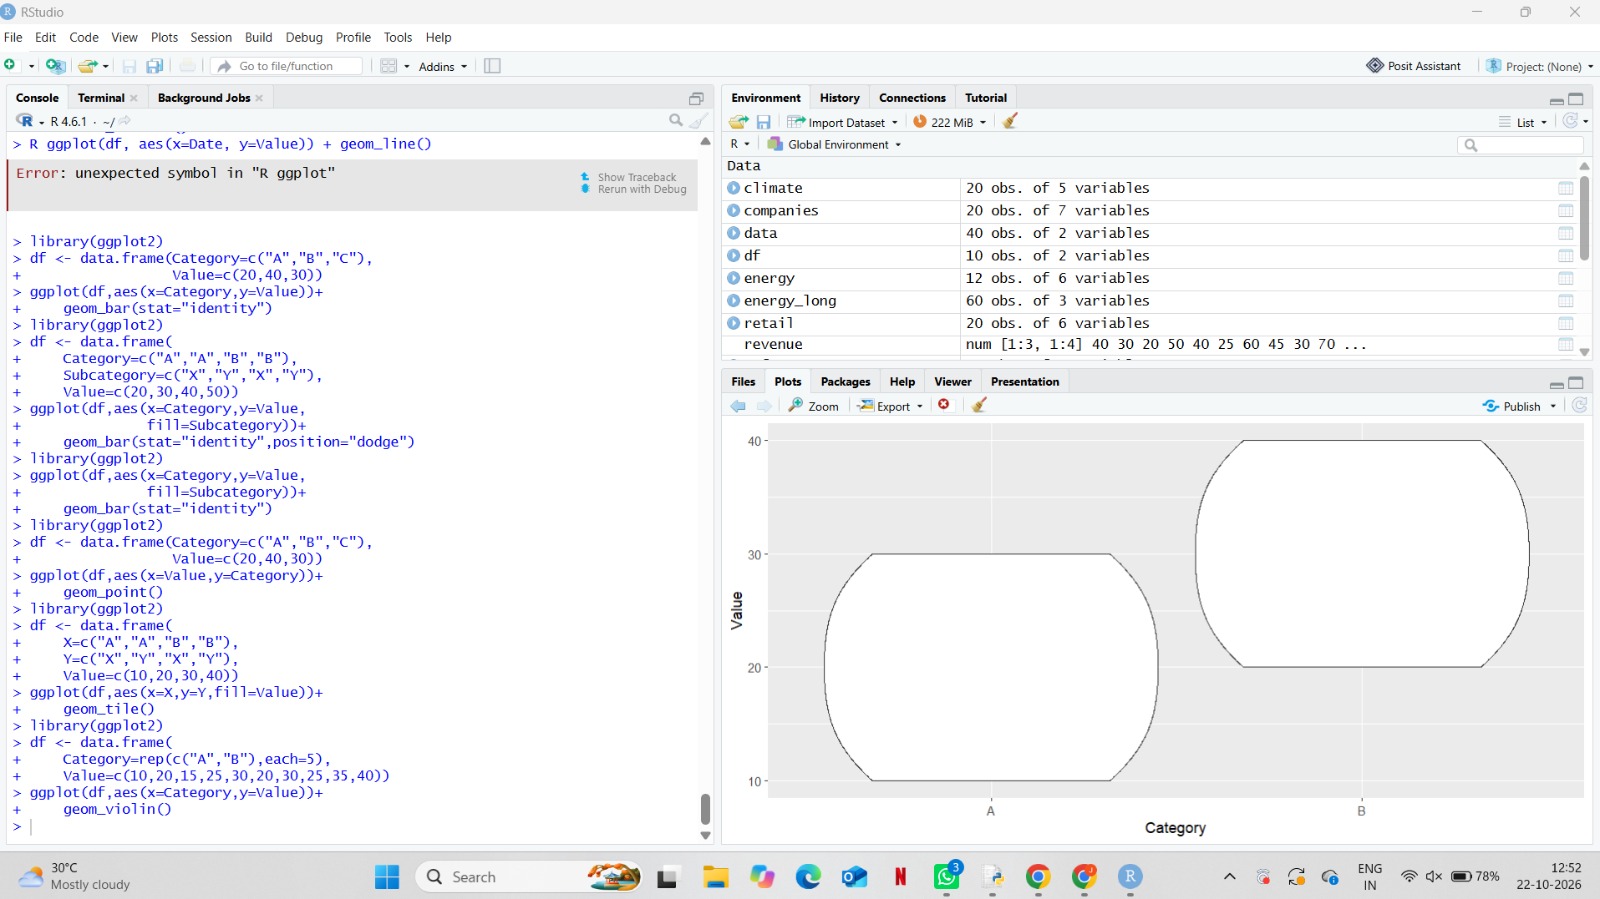 RStudio
File Edit Code View Plots Session Build Debug Profile Tools Help
Go to file/function Addins Posit Assistant Project: (None)
Console Terminal Background Jobs
R 4.6.1 · ~/
> R ggplot(df, aes(x=Date, y=Value)) + geom_line()
Error: unexpected symbol in "R ggplot"
Show Traceback
Rerun with Debug
> library(ggplot2)
> df <- data.frame(Category=c("A","B","C"),
+                  Value=c(20,40,30))
> ggplot(df,aes(x=Category,y=Value))+
+     geom_bar(stat="identity")
> library(ggplot2)
> df <- data.frame(
+     Category=c("A","A","B","B"),
+     Subcategory=c("X","Y","X","Y"),
+     Value=c(20,30,40,50))
> ggplot(df,aes(x=Category,y=Value,
+               fill=Subcategory))+
+     geom_bar(stat="identity",position="dodge")
> library(ggplot2)
> ggplot(df,aes(x=Category,y=Value,
+               fill=Subcategory))+
+     geom_bar(stat="identity")
> library(ggplot2)
> df <- data.frame(Category=c("A","B","C"),
+                  Value=c(20,40,30))
> ggplot(df,aes(x=Value,y=Category))+
+     geom_point()
> library(ggplot2)
> df <- data.frame(
+     X=c("A","A","B","B"),
+     Y=c("X","Y","X","Y"),
+     Value=c(10,20,30,40))
> ggplot(df,aes(x=X,y=Y,fill=Value))+
+     geom_tile()
> library(ggplot2)
> df <- data.frame(
+     Category=rep(c("A","B"),each=5),
+     Value=c(10,20,15,25,30,20,30,25,35,40))
> ggplot(df,aes(x=Category,y=Value))+
+     geom_violin()
>
Environment History Connections Tutorial
Import Dataset 222 MiB List
R Global Environment
Data
climate 20 obs. of 5 variables
companies 20 obs. of 7 variables
data 40 obs. of 2 variables
df 10 obs. of 2 variables
energy 12 obs. of 6 variables
energy_long 60 obs. of 3 variables
retail 20 obs. of 6 variables
revenue num [1:3, 1:4] 40 30 20 50 40 25 60 45 30 70 ...
Files Plots Packages Help Viewer Presentation
Zoom Export Publish
40
30
20
10
Value
A B
Category
30°C
Mostly cloudy
Search
3
ENG
IN
78%
12:52
22-10-2026